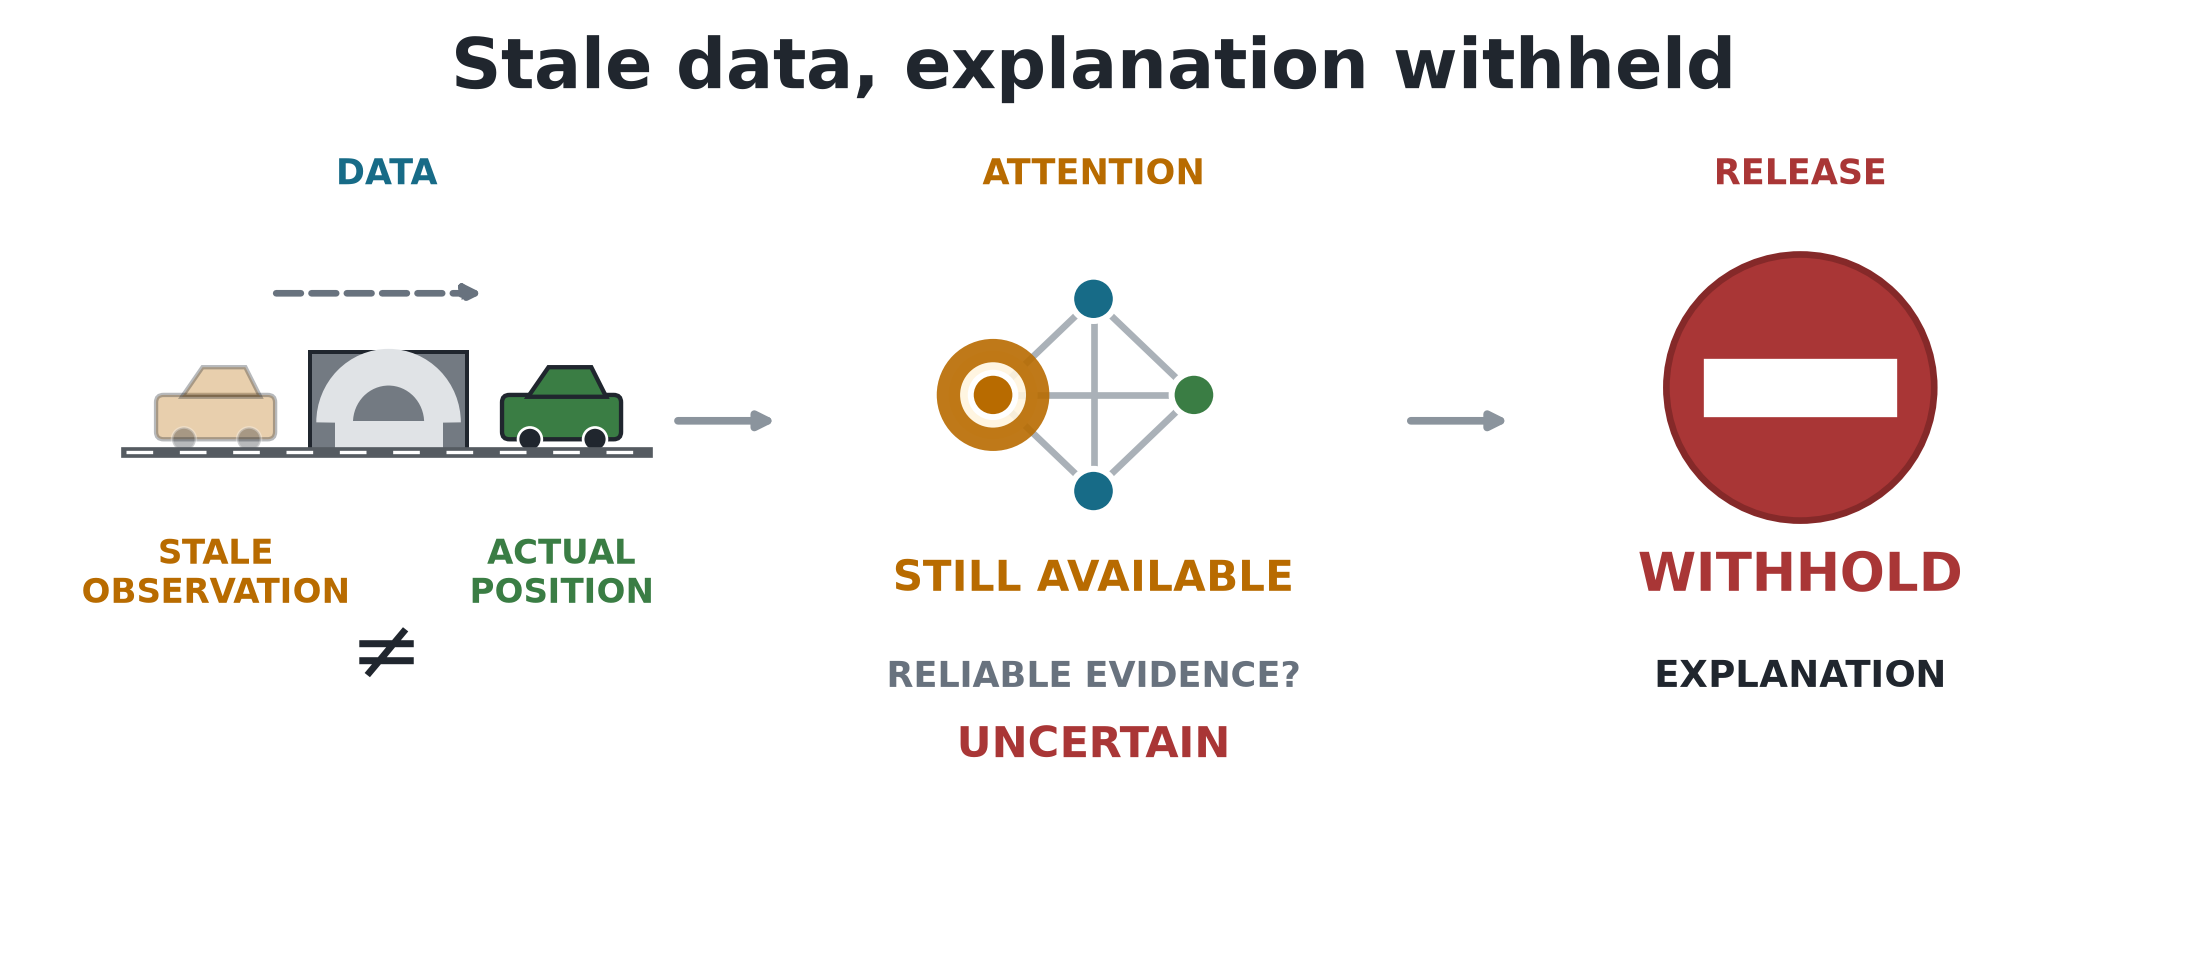 Stale data, explanation withheld
DATA
ATTENTION
RELEASE
STALE
OBSERVATION
ACTUAL
POSITION
≠
STILL AVAILABLE
RELIABLE EVIDENCE?
UNCERTAIN
WITHHOLD
EXPLANATION